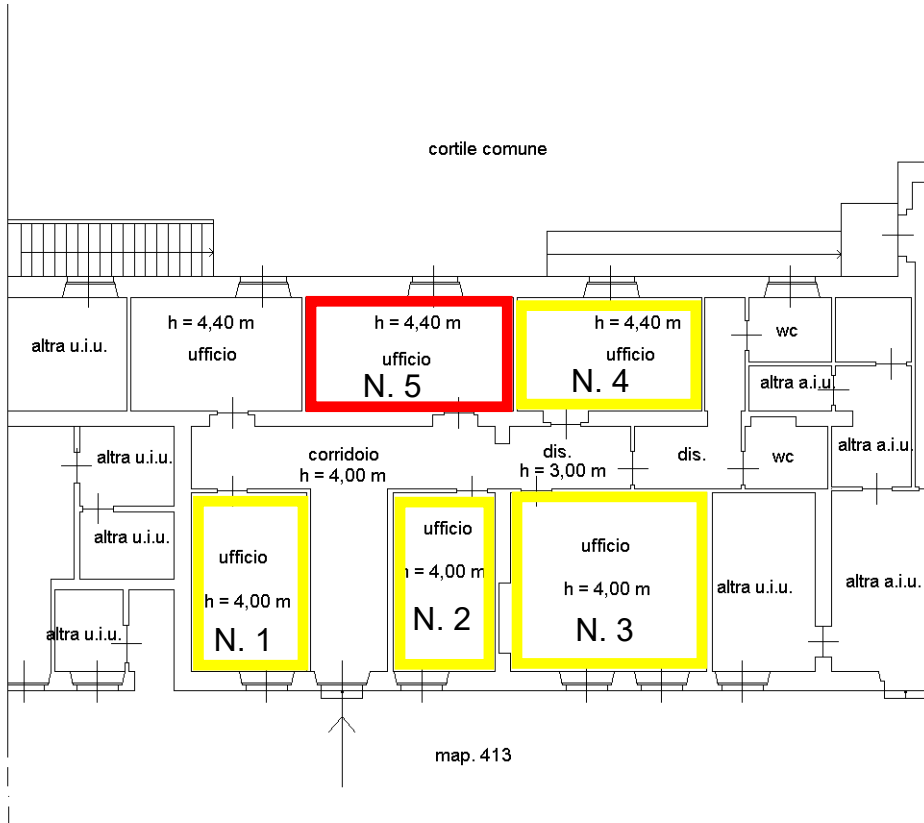 cortile comune
h = 4,40 m
ufficio
h = 4,40 m
ufficio
N. 5
h = 4,40 m
ufficio
N. 4
altra u.i.u.
wc
altra a.i.u.
altra a.i.u.
altra u.i.u.
corridoio
h = 4,00 m
dis.
h = 3,00 m
dis.
wc
altra u.i.u.
ufficio
h = 4,00 m
N. 1
ufficio
h = 4,00 m
N. 2
ufficio
h = 4,00 m
N. 3
altra u.i.u.
altra a.i.u.
altra u.i.u.
map. 413